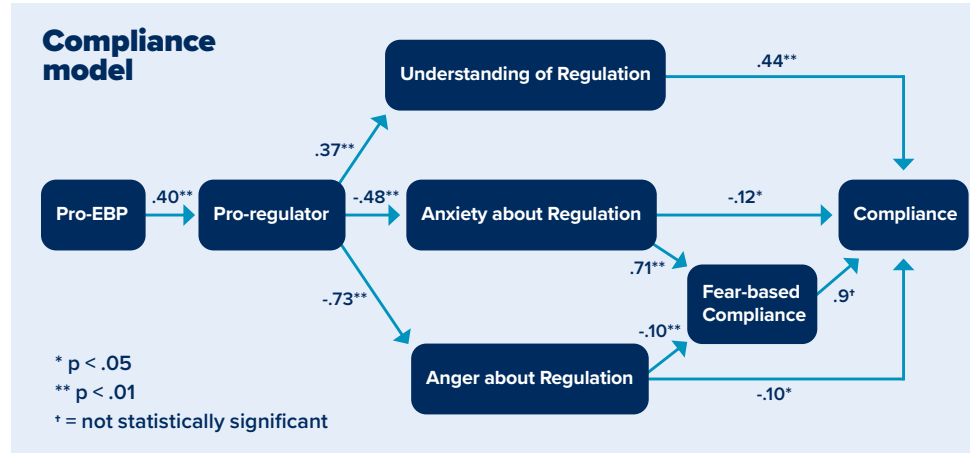 Compliance
model
Understanding of Regulation
.44**
.37**
Pro-EBP
.40**
Pro-regulator
-.48**
Anxiety about Regulation
-.12*
Compliance
.71**
Fear-based
Compliance
.9†
-.73**
-.10**
Anger about Regulation
-.10*
* p < .05
** p < .01
† = not statistically significant